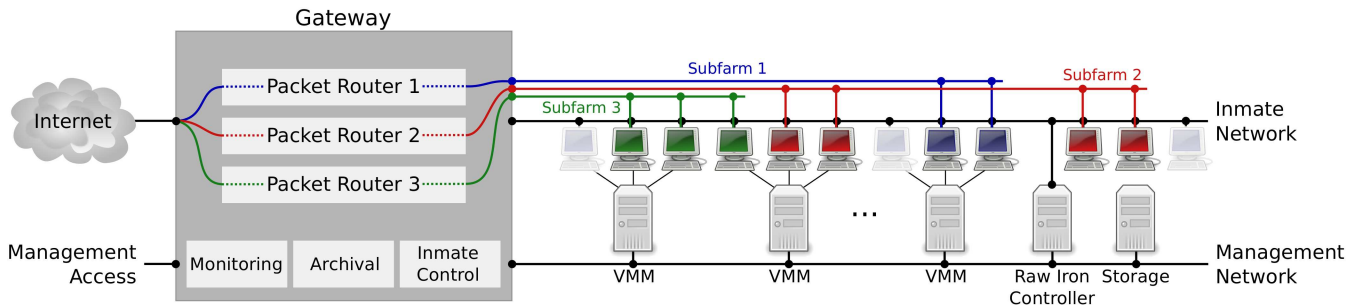 Gateway
Internet
Packet Router 1
Packet Router 2
Packet Router 3
Subfarm 1
Subfarm 2
Subfarm 3
Inmate
Network
Management
Access
Monitoring
Archival
Inmate
Control
...
VMM
VMM
VMM
Raw Iron
Controller
Storage
Management
Network